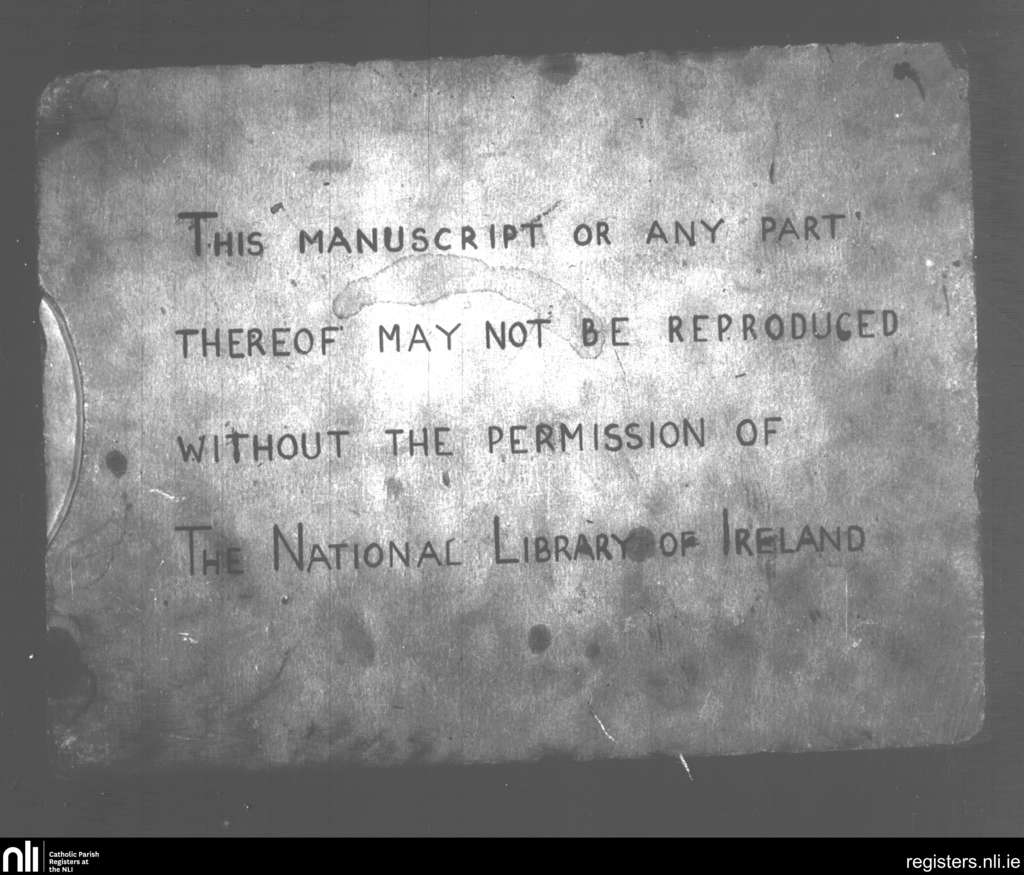 THIS MANUSCRIPT OR ANY PART
THEREOF MAY NOT BE REPRODUCED
WITHOUT THE PERMISSION OF
THE NATIONAL LIBRARY OF IRELAND
nli
Catholic Parish
Registers at
the NLI
registers.nli.ie